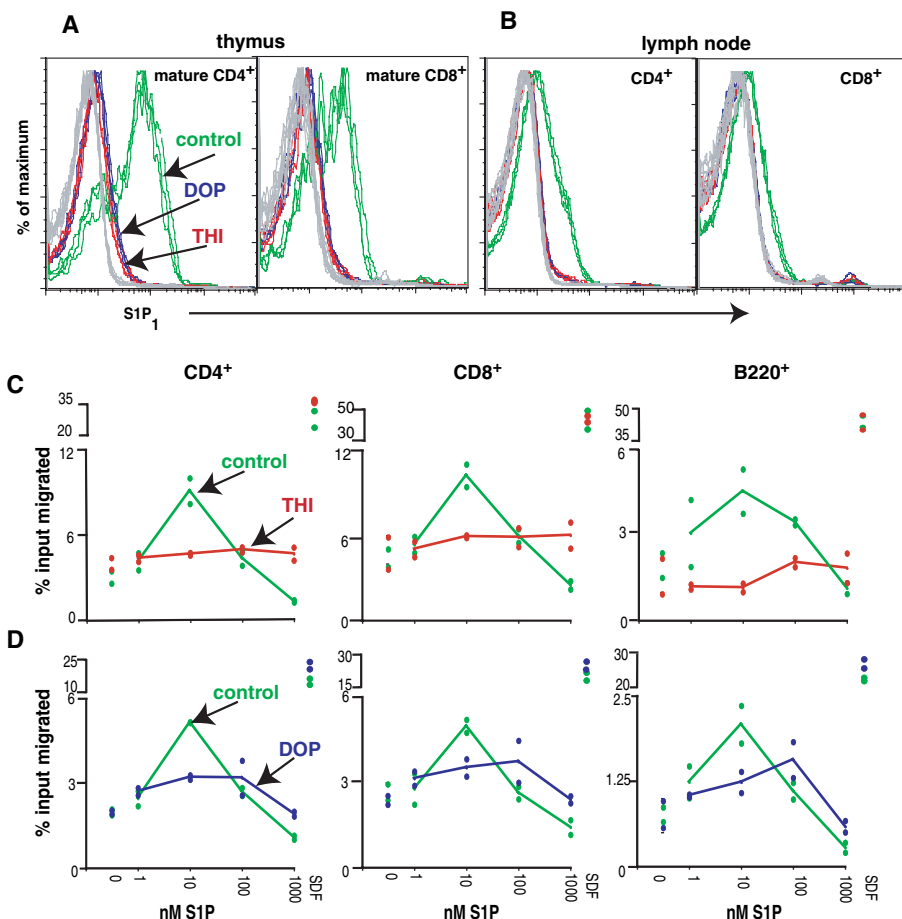 A
B
thymus
lymph node
mature CD4+
mature CD8+
CD4+
CD8+
control
DOP
THI
% of maximum
S1P1
CD4+
CD8+
B220+
C
35
20
50
30
50
35
12
6
0
12
6
0
6
3
0
control
THI
% input migrated
D
25
10
30
15
30
20
6
3
0
6
3
0
2.5
1.25
0
control
DOP
% input migrated
0 1 10 100 1000 SDF
0 1 10 100 1000 SDF
0 1 10 100 1000 SDF
nM S1P
nM S1P
nM S1P